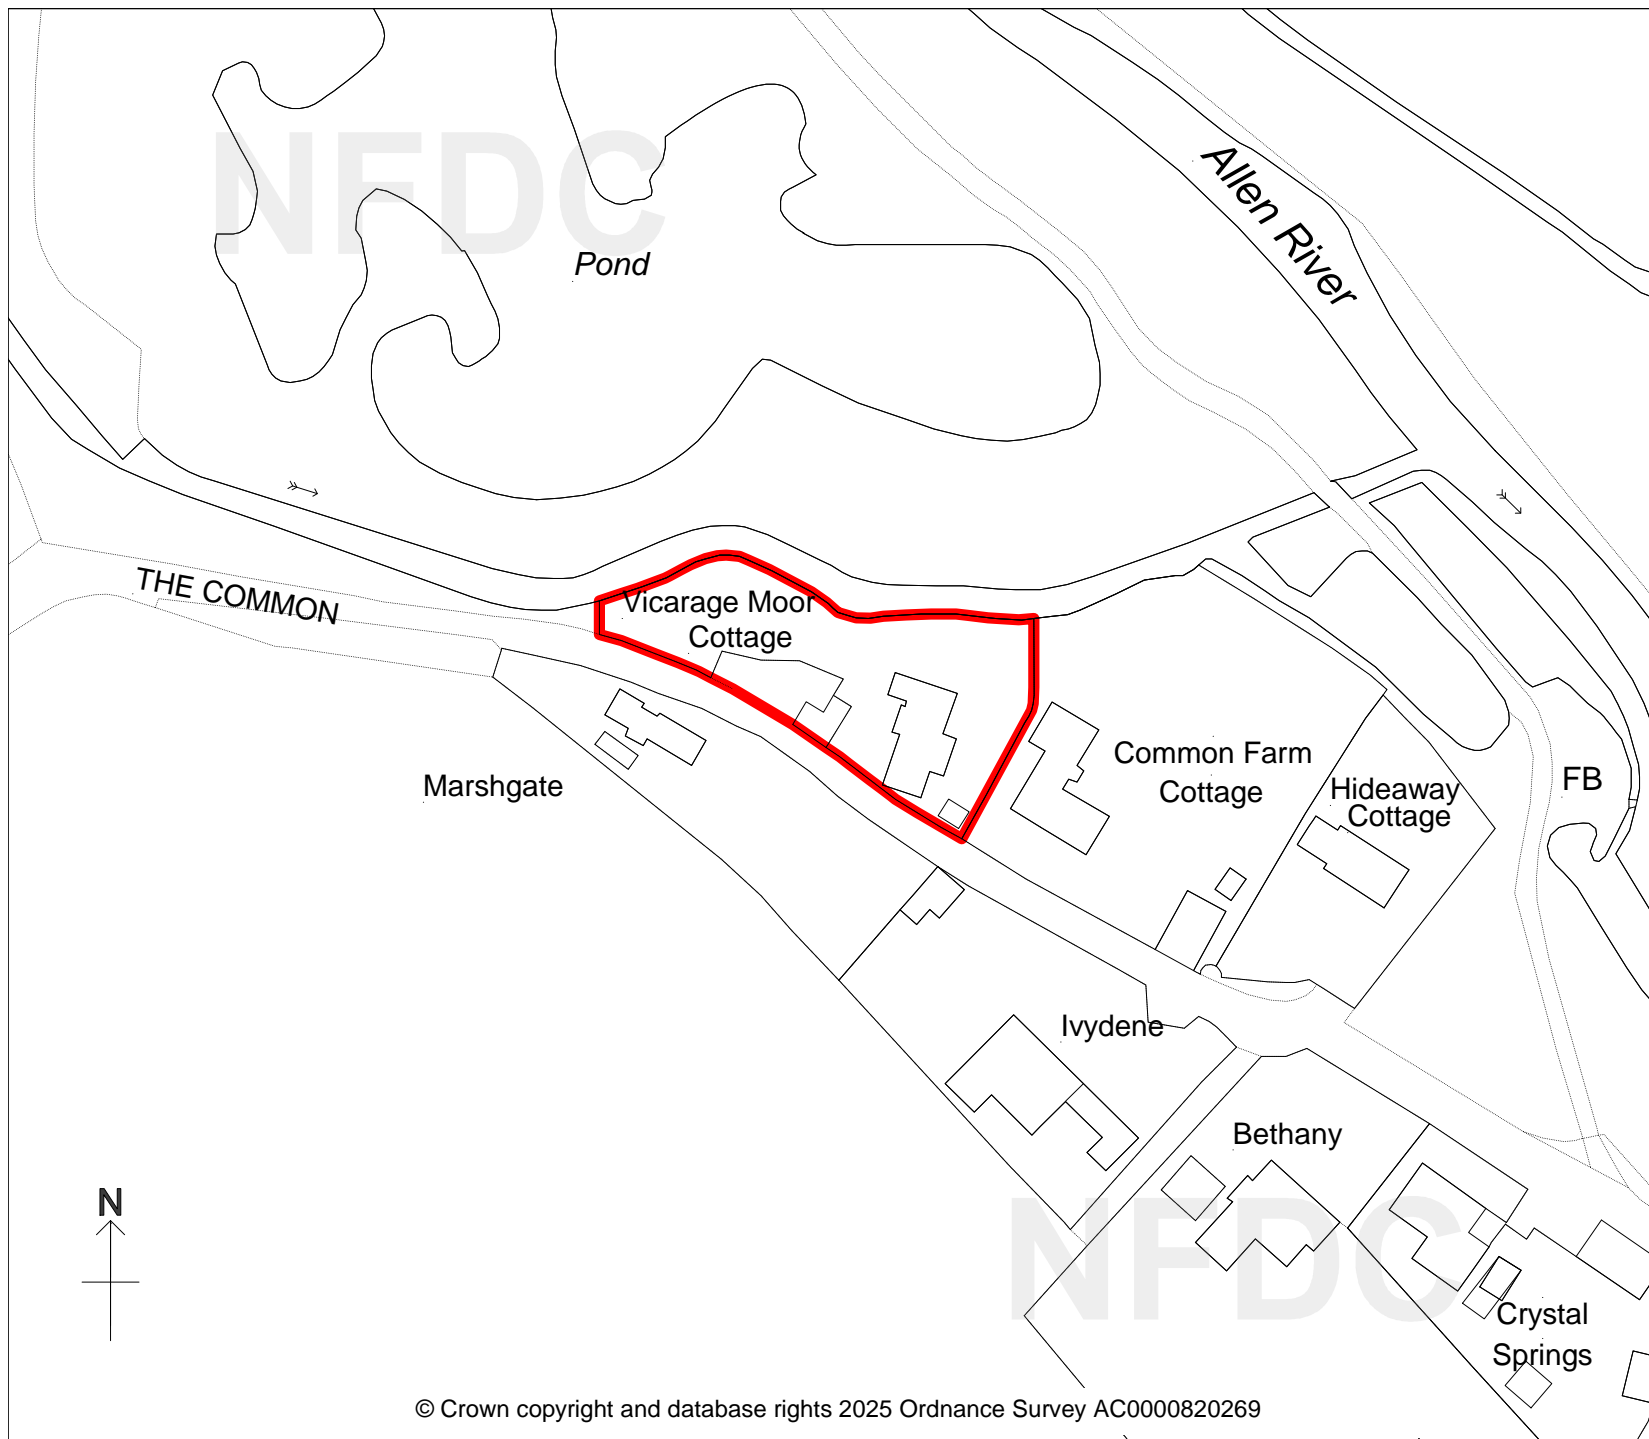 NFDC
Allen River
Pond
THE COMMON
Vicarage Moor
Cottage
Marshgate
Common Farm
Cottage
Hideaway
Cottage
FB
Ivydene
Bethany
N
NFDC
Crystal
Springs
© Crown copyright and database rights 2025 Ordnance Survey AC0000820269